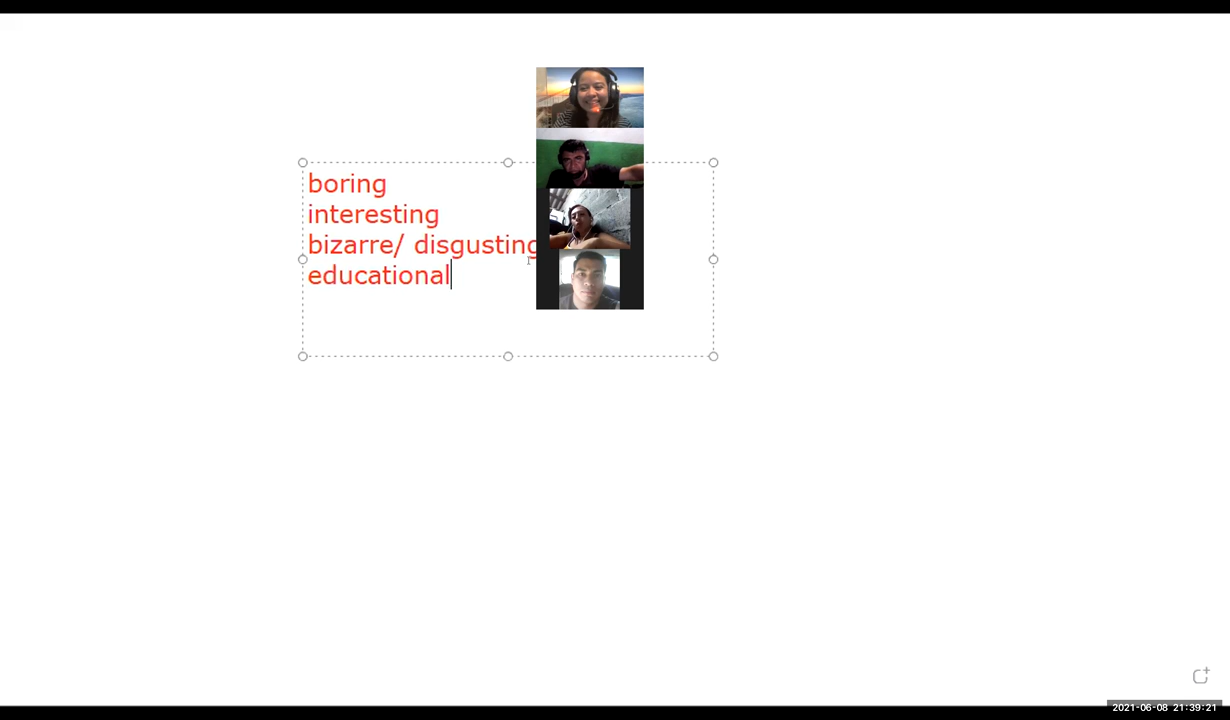 boring
interesting
bizarre/ disgusting
educational
2021-06-08 21:39:21